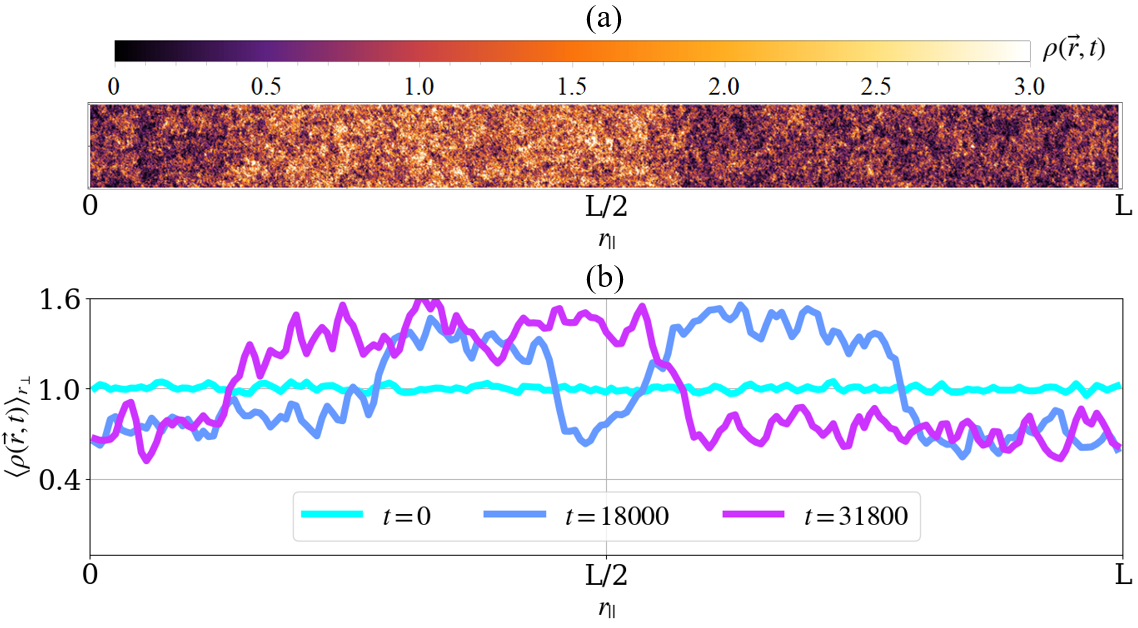 (a)
ρ(r⃗, t)
0 0.5 1.0 1.5 2.0 2.5 3.0
0 L/2 L
r||
(b)
1.6
1.0
0.4
⟨ρ(r⃗, t)⟩r⊥
t = 0 t = 18000 t = 31800
0 L/2 L
r||